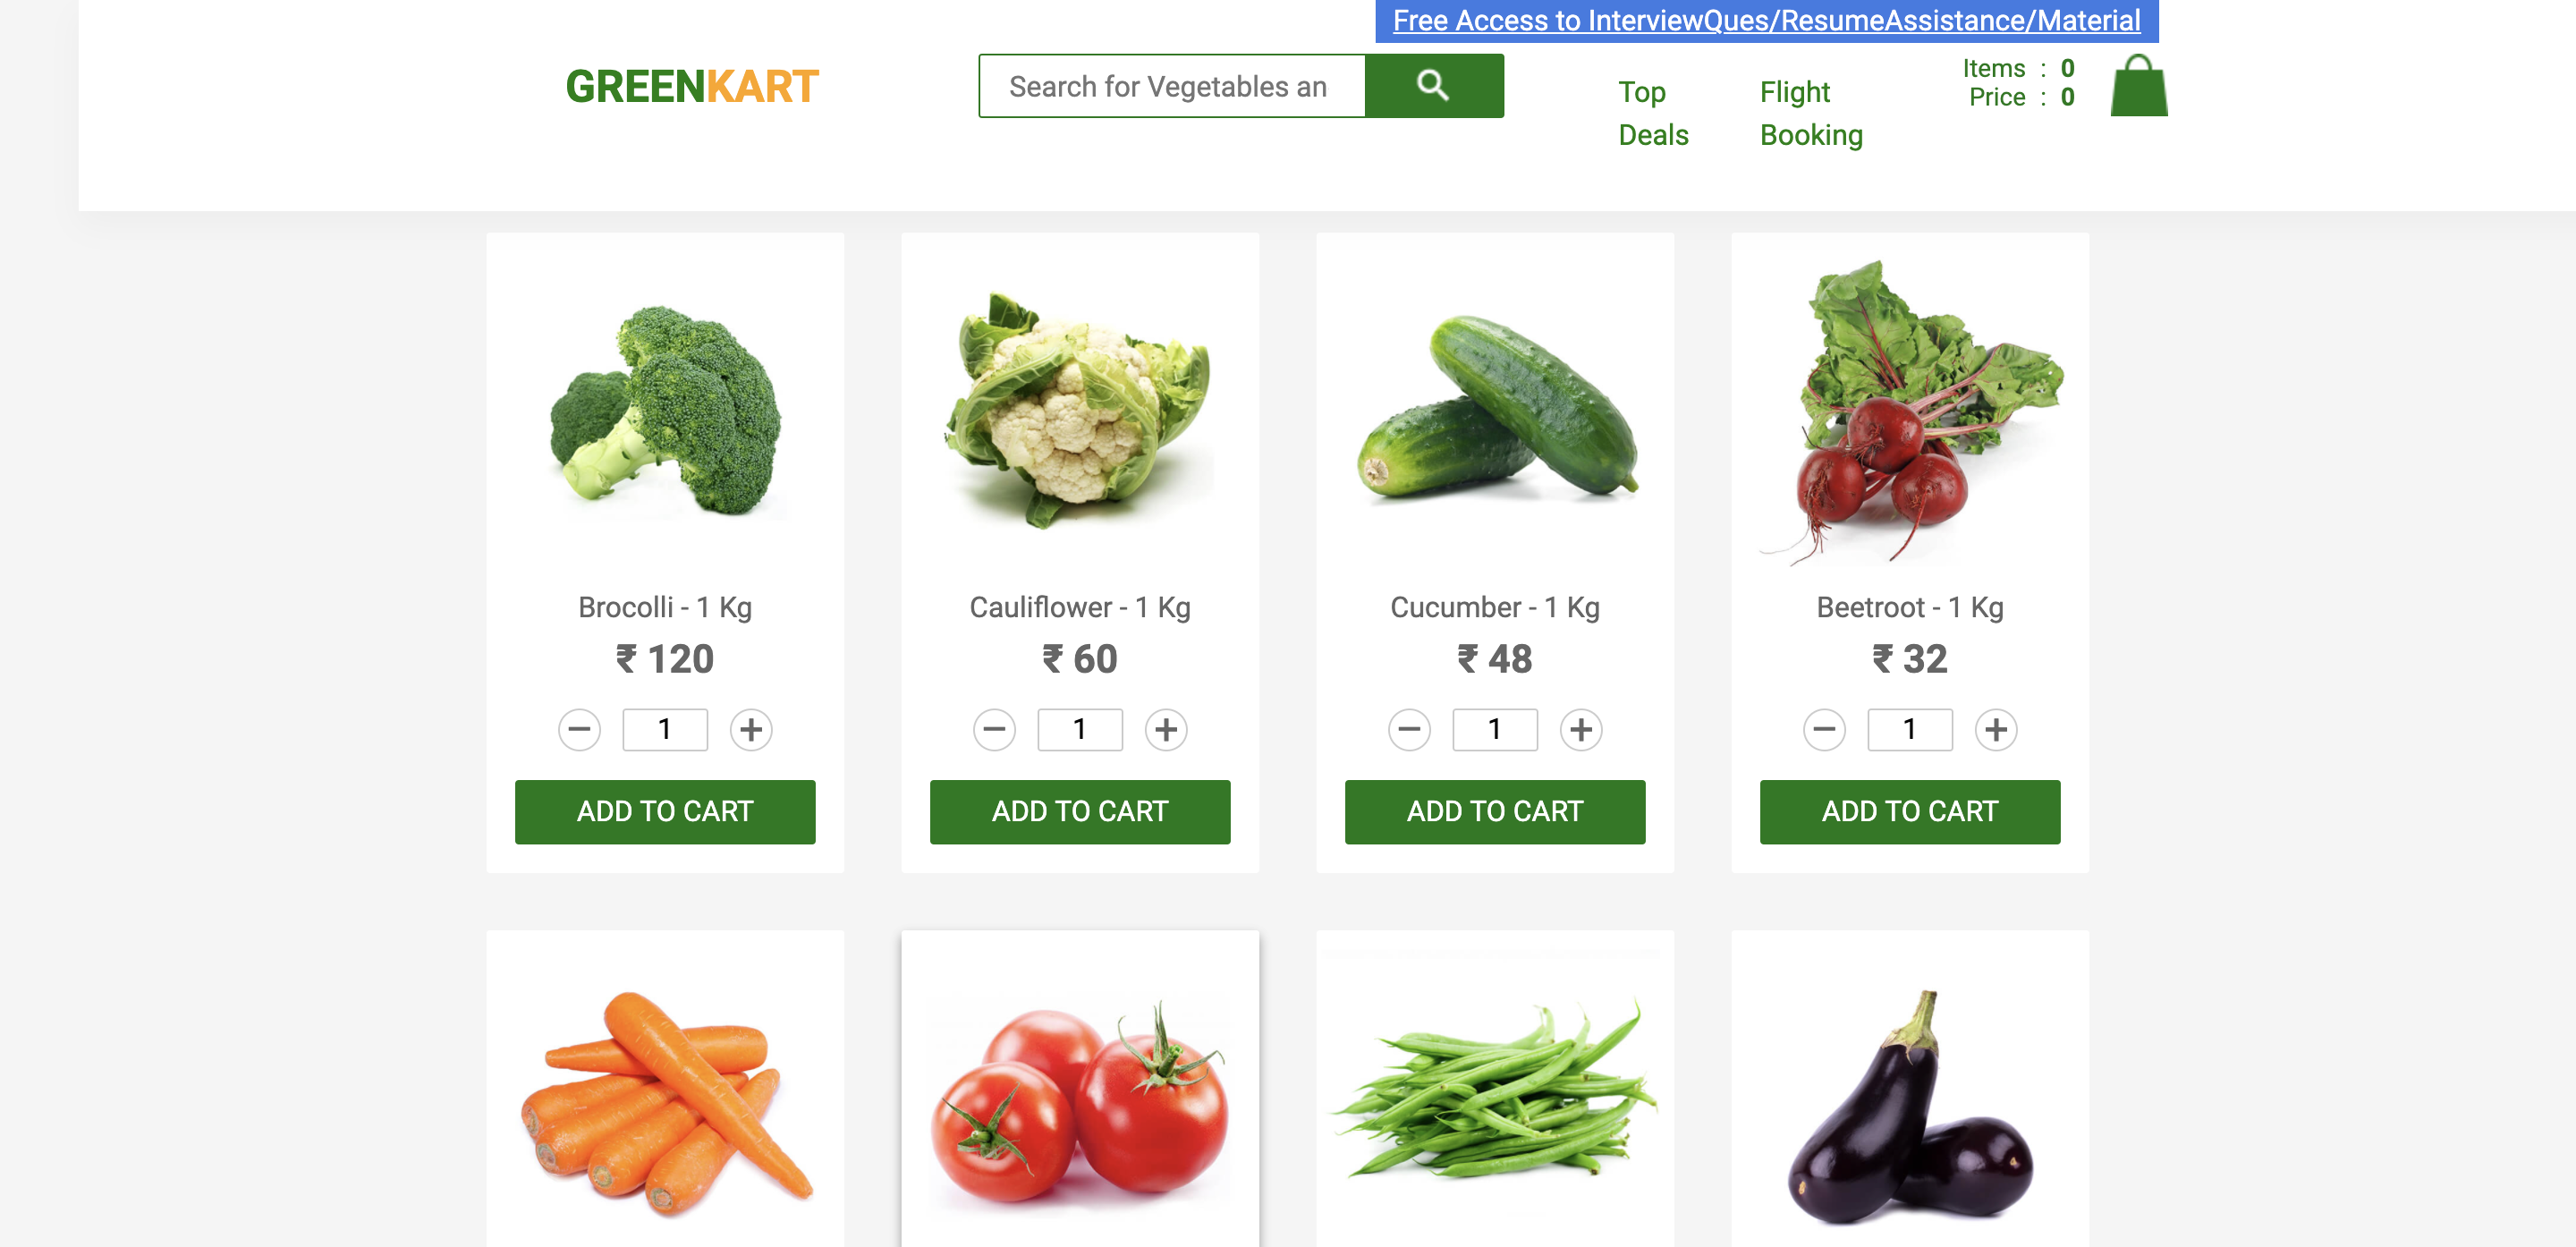 Free Access to InterviewQues/ResumeAssistance/Material
GREENKART
Search for Vegetables an
Top
Deals
Flight
Booking
Items : 0
Price : 0
Brocolli - 1 Kg
₹ 120
1
ADD TO CART
Cauliflower - 1 Kg
₹ 60
1
ADD TO CART
Cucumber - 1 Kg
₹ 48
1
ADD TO CART
Beetroot - 1 Kg
₹ 32
1
ADD TO CART